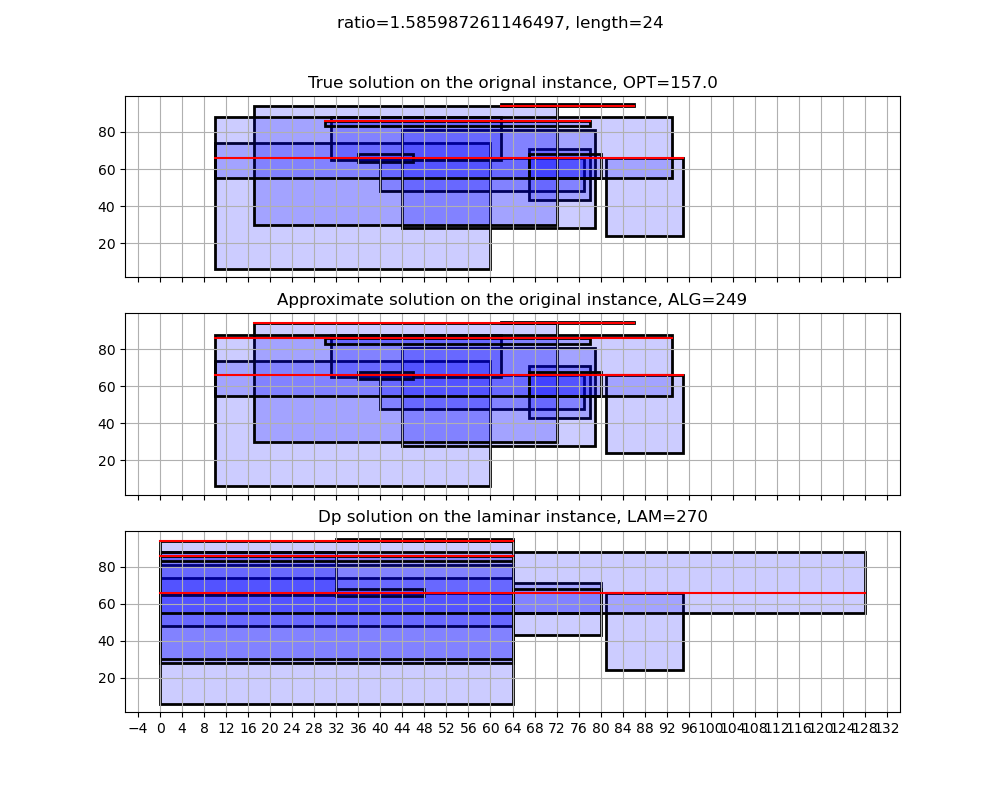 ratio=1.585987261146497, length=24
True solution on the orignal instance, OPT=157.0
80
60
40
20
Approximate solution on the original instance, ALG=249
80
60
40
20
Dp solution on the laminar instance, LAM=270
80
60
40
20
−4 0 4 8 12 16 20 24 28 32 36 40 44 48 52 56 60 64 68 72 76 80 84 88 92 96 100 104 108 112 116 120 124 128 132